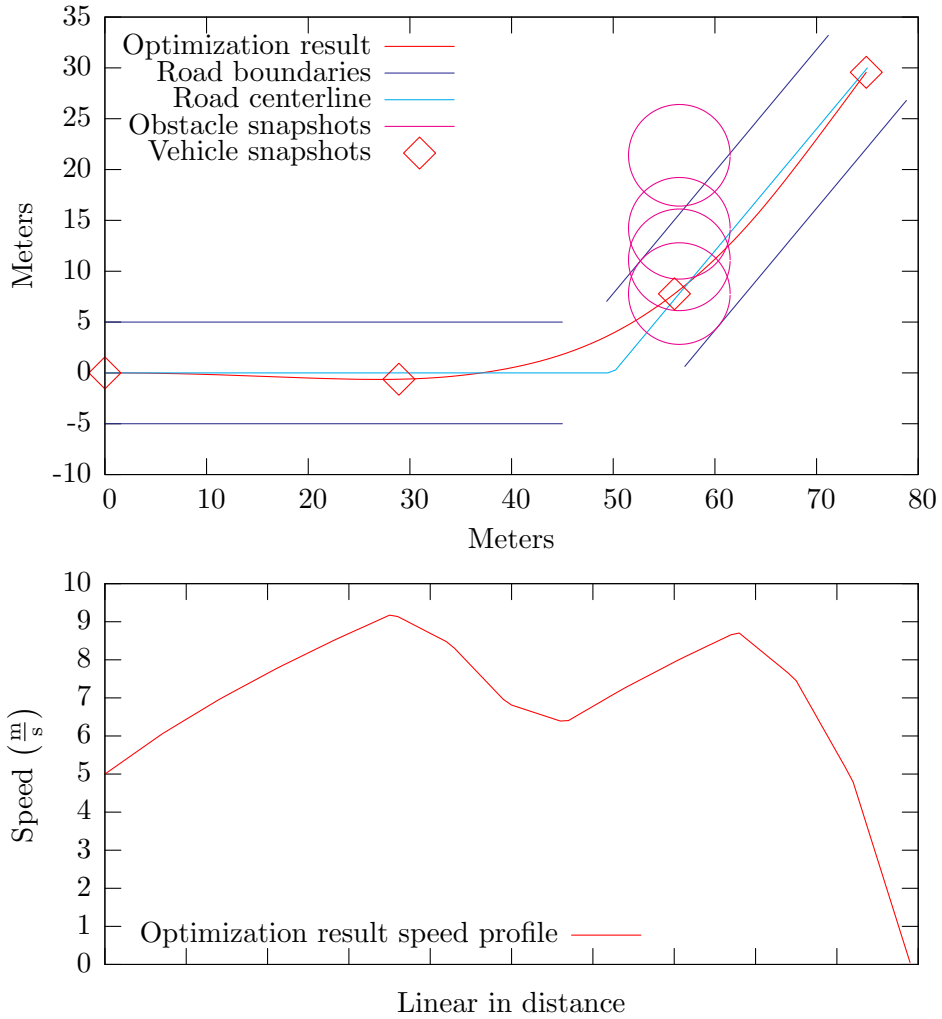 35
30
25
20
15
10
5
0
-5
-10
Meters
Optimization result
Road boundaries
Road centerline
Obstacle snapshots
Vehicle snapshots
0 10 20 30 40 50 60 70 80
Meters
10
9
8
7
6
5
4
3
2
1
0
Speed (m/s)
Optimization result speed profile
Linear in distance